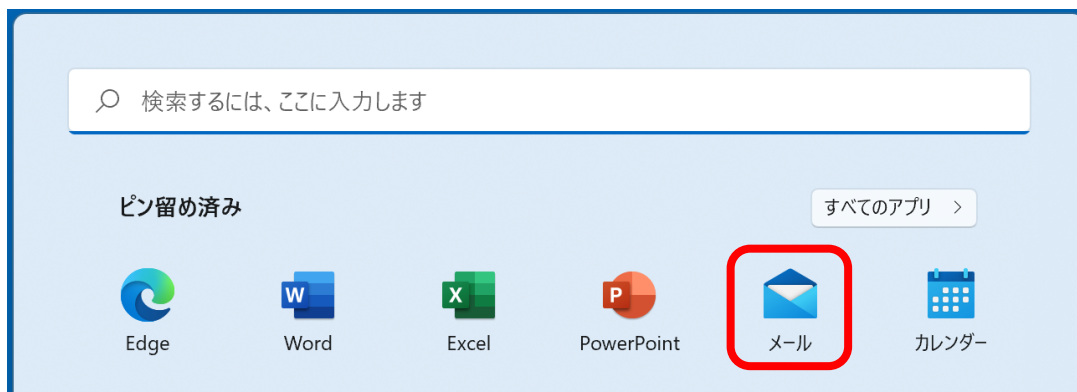 検索するには、ここに入力します
ピン留め済み
すべてのアプリ >
Edge
Word
Excel
PowerPoint
メール
カレンダー